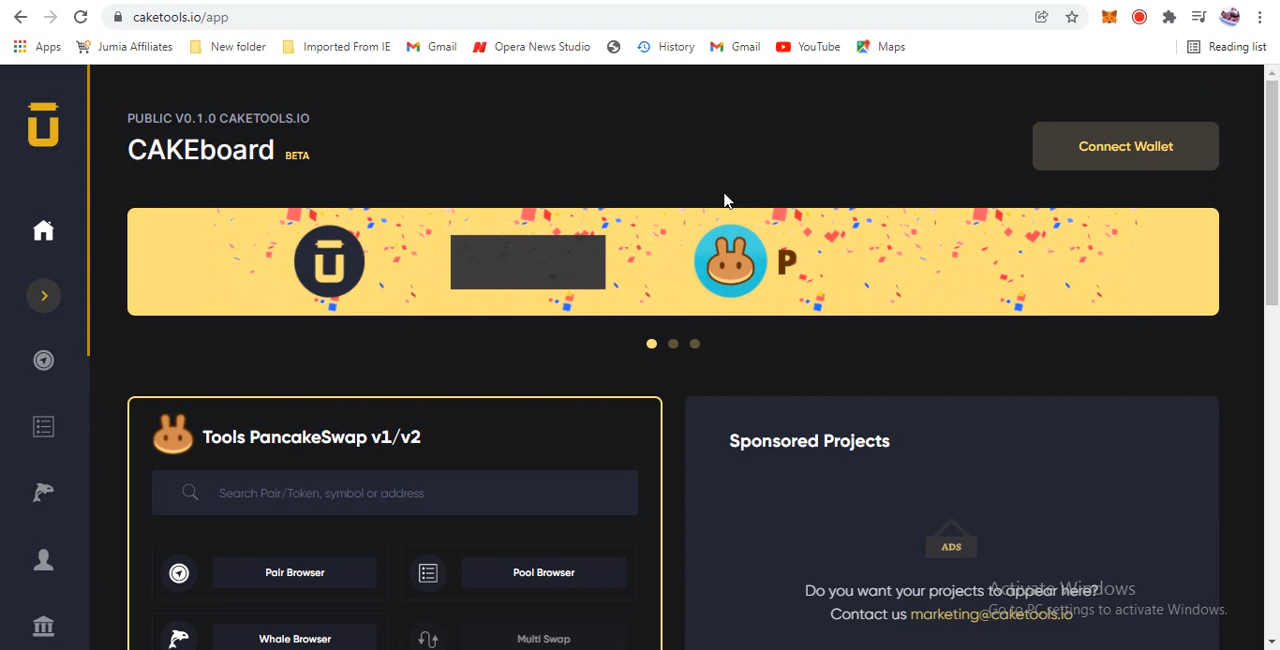 caketools.io/app
Apps Jumia Affiliates New folder Imported From IE Gmail Opera News Studio History Gmail YouTube Maps Reading list
PUBLIC V0.1.0 CAKETOOLS.IO
CAKEboard BETA
Connect Wallet
P
Tools PancakeSwap v1/v2
Search Pair/Token, symbol or address
Pair Browser
Pool Browser
Whale Browser
Multi Swap
Sponsored Projects
ADS
Do you want your projects to appear here?
Contact us marketing@caketools.io
Activate Windows
Go to PC settings to activate Windows.